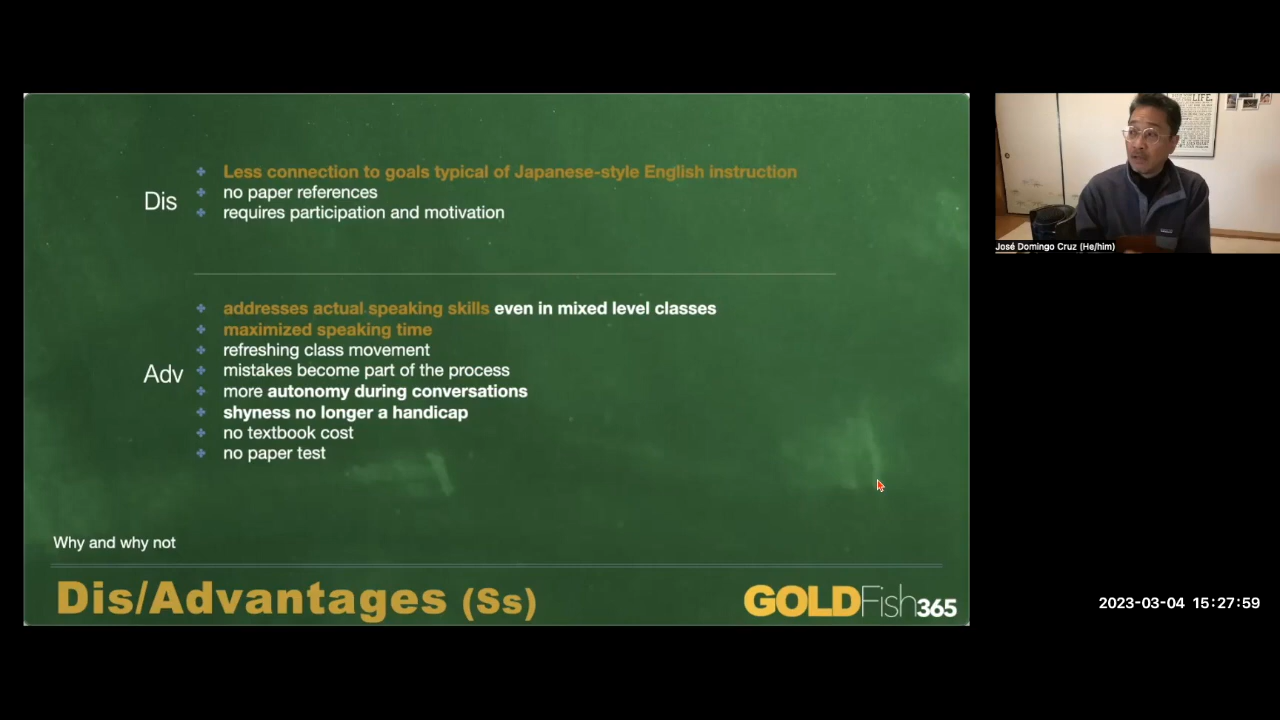 Dis
Less connection to goals typical of Japanese-style English instruction
no paper references
requires participation and motivation
Adv
addresses actual speaking skills even in mixed level classes
maximized speaking time
refreshing class movement
mistakes become part of the process
more autonomy during conversations
shyness no longer a handicap
no textbook cost
no paper test
Why and why not
Dis/Advantages (Ss)
GOLDFish365
LIFE.
José Domingo Cruz (He/him)
2023-03-04 15:27:59